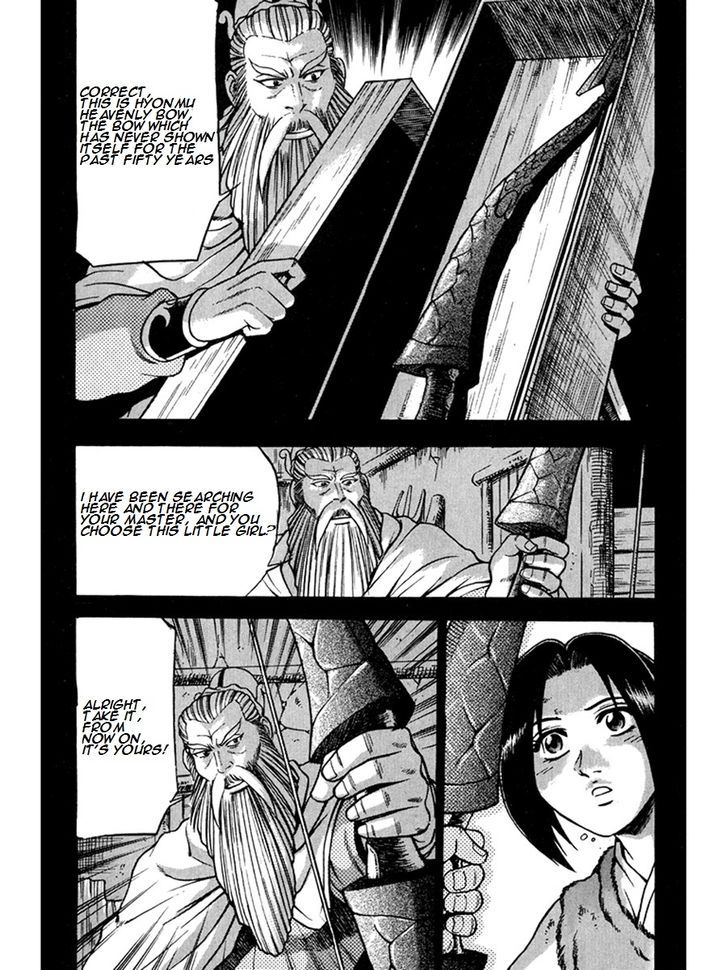 CORRECT,
THIS IS HYONMU
HEAVENLY BOW,
THE BOW WHICH
HAS NEVER SHOWN
ITSELF FOR THE
PAST FIFTY YEARS
I HAVE BEEN SEARCHING
HERE AND THERE FOR
YOUR MASTER, AND YOU
CHOOSE THIS LITTLE GIRL?
ALRIGHT,
TAKE IT,
FROM
NOW ON,
IT'S YOURS!